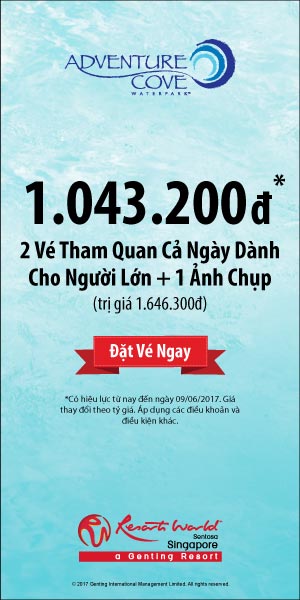 ADVENTURE
COVE
WATERPARK™
1.043.200đ*
2 Vé Tham Quan Cả Ngày Dành
Cho Người Lớn + 1 Ảnh Chụp
(trị giá 1.646.300đ)
Đặt Vé Ngay
*Có hiệu lực từ nay đến ngày 09/06/2017. Giá
thay đổi theo tỷ giá. Áp dụng các điều khoản và
điều kiện khác.
Resorts World™
Sentosa
Singapore
a Genting Resort
© 2017 Genting International Management Limited. All rights reserved.